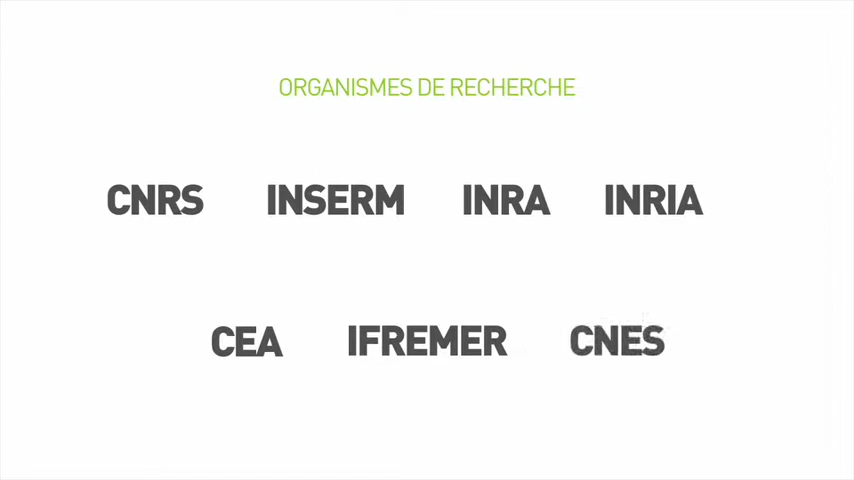 ORGANISMES DE RECHERCHE
CNRS INSERM INRA INRIA
CEA IFREMER CNES